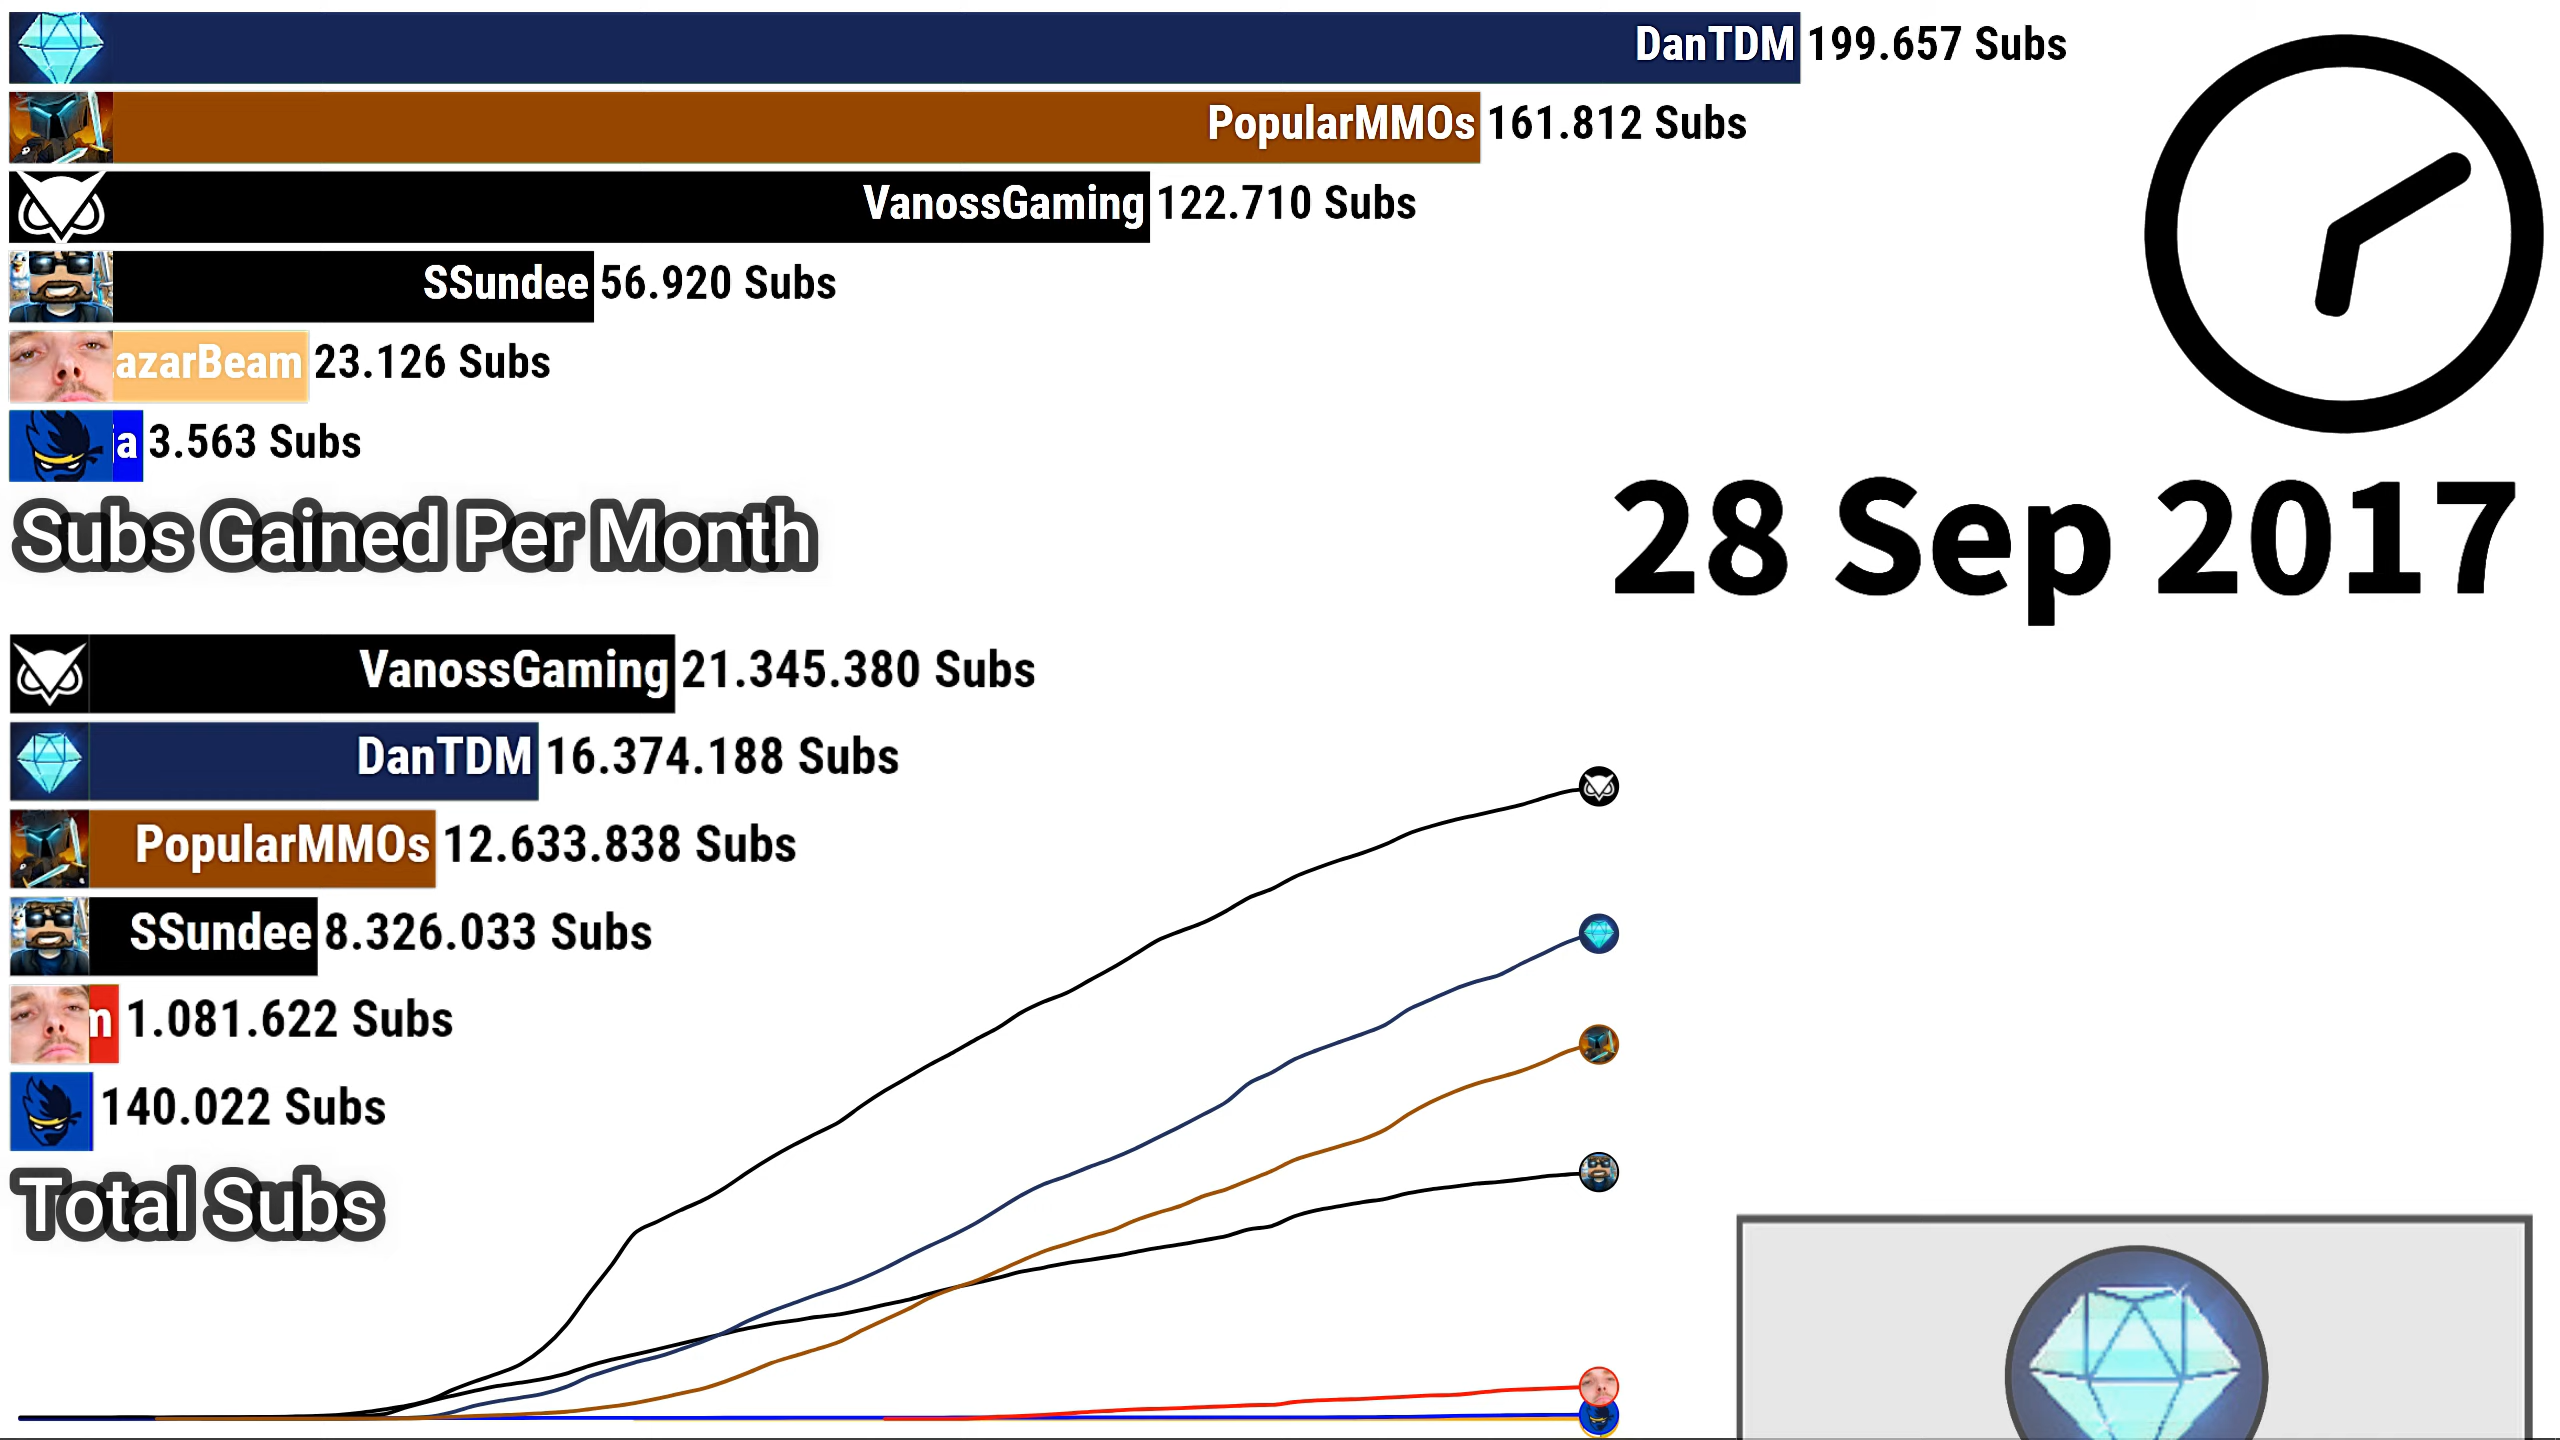 DanTDM 199.657 Subs
PopularMMOs 161.812 Subs
VanossGaming 122.710 Subs
SSundee 56.920 Subs
azarBeam 23.126 Subs
a 3.563 Subs
Subs Gained Per Month
28 Sep 2017
VanossGaming 21.345.380 Subs
DanTDM 16.374.188 Subs
PopularMMOs 12.633.838 Subs
SSundee 8.326.033 Subs
m 1.081.622 Subs
140.022 Subs
Total Subs